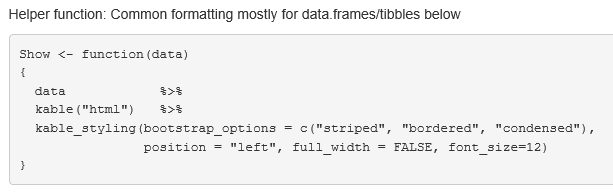 Helper function: Common formatting mostly for data.frames/tibbles below
Show <- function(data)
{
  data            %>%
  kable("html")   %>%
  kable_styling(bootstrap_options = c("striped", "bordered", "condensed"),
                position = "left", full_width = FALSE, font_size=12)
}